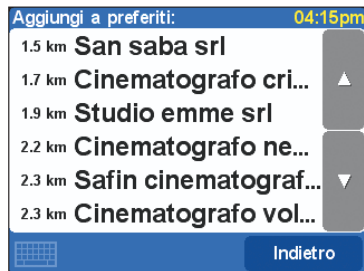 Aggiungi a preferiti: 04:15pm
1.5 km San saba srl
1.7 km Cinematografo cri...
1.9 km Studio emme srl
2.2 km Cinematografo ne...
2.3 km Safin cinematograf...
2.3 km Cinematografo vol...
Indietro